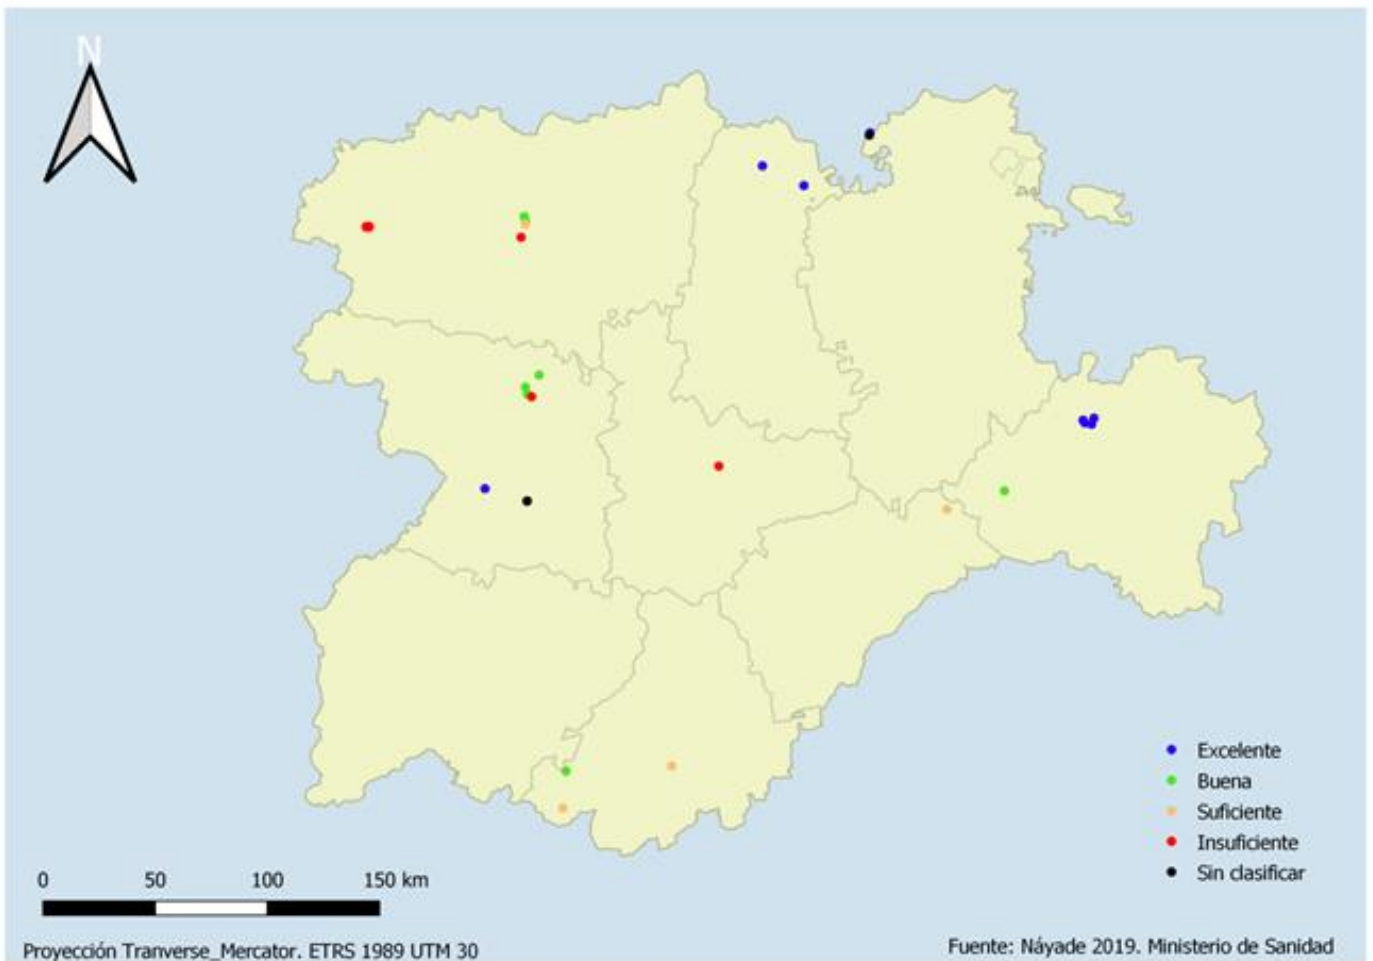 N
Excelente
Buena
Suficiente
Insuficiente
Sin clasificar
0 50 100 150 km
Proyección Tranverse_Mercator. ETRS 1989 UTM 30
Fuente: Náyade 2019. Ministerio de Sanidad